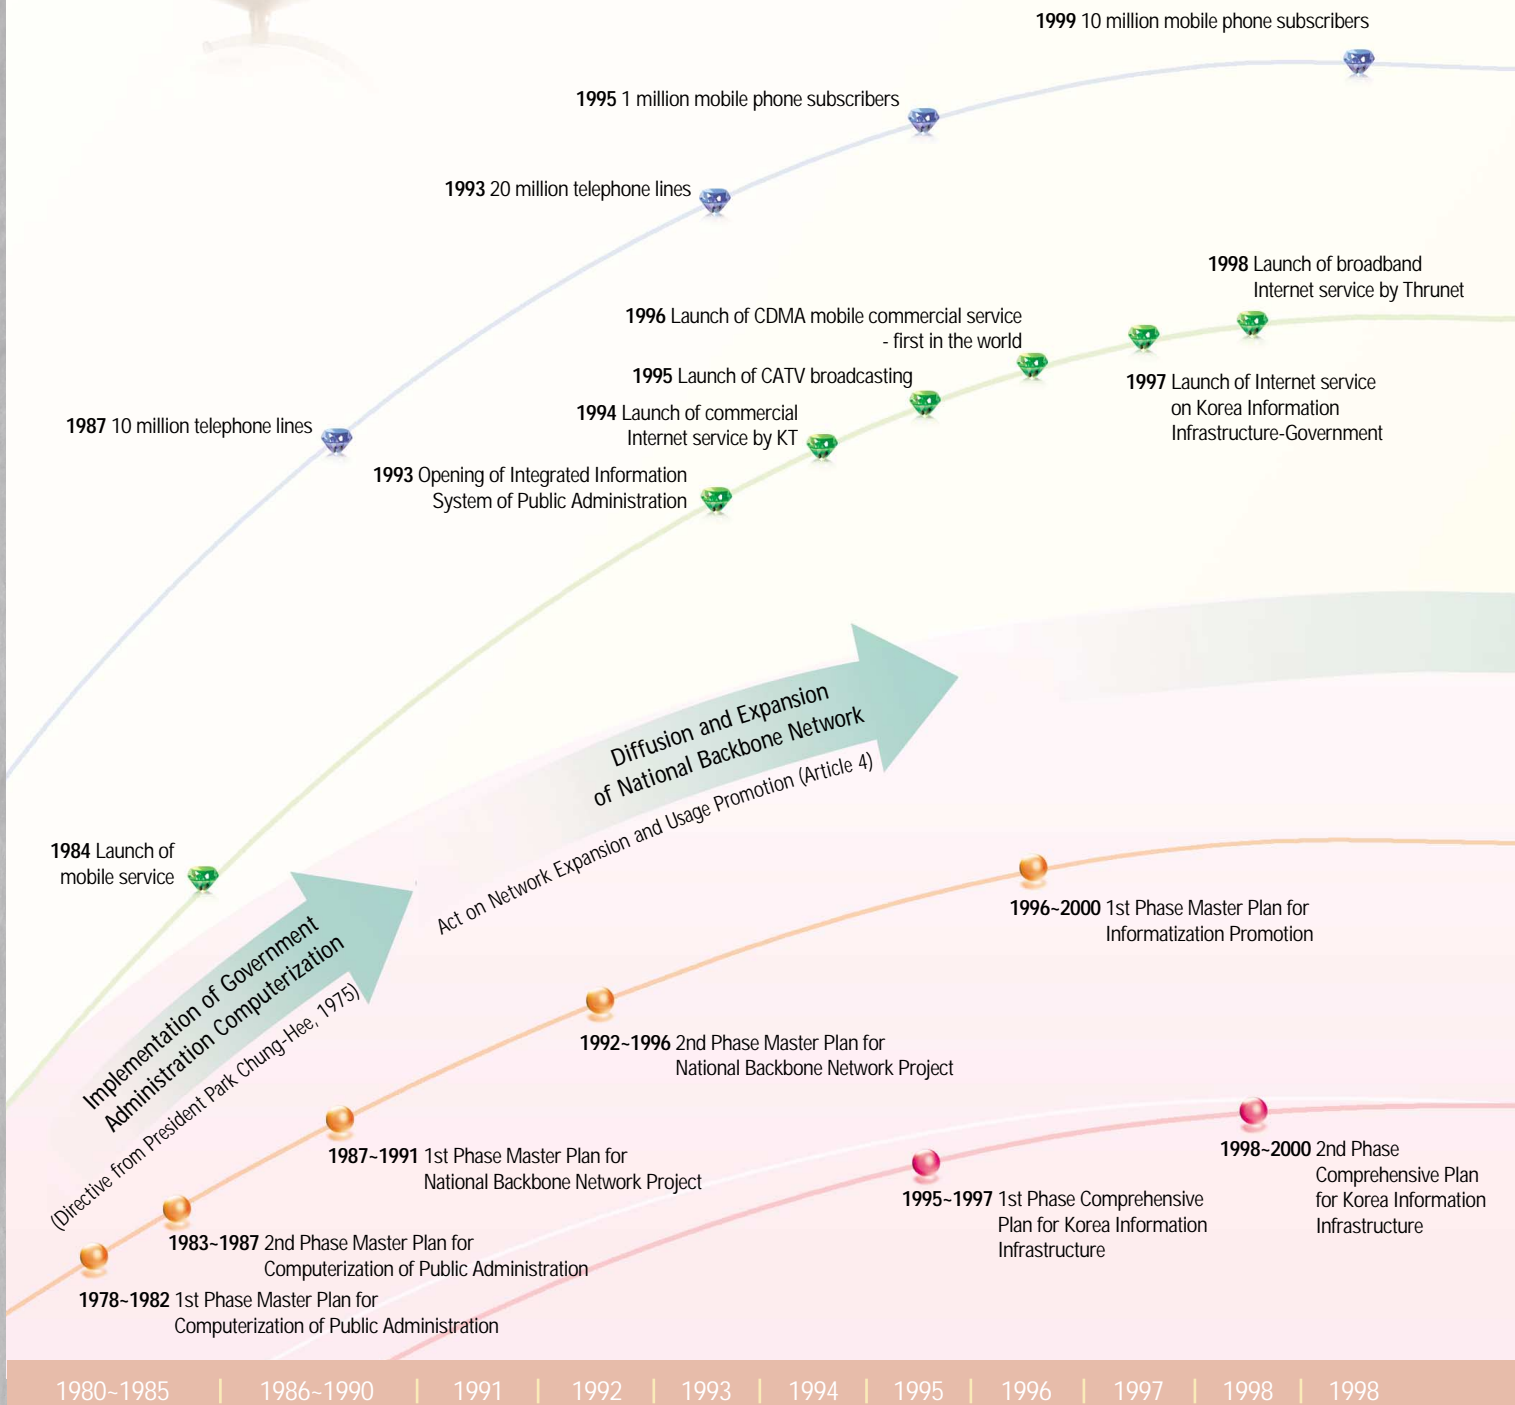 1999 10 million mobile phone subscribers
1995 1 million mobile phone subscribers
1993 20 million telephone lines
1998 Launch of broadband
Internet service by Thrunet
1996 Launch of CDMA mobile commercial service
- first in the world
1995 Launch of CATV broadcasting
1997 Launch of Internet service
on Korea Information
Infrastructure-Government
1994 Launch of commercial
Internet service by KT
1987 10 million telephone lines
1993 Opening of Integrated Information
System of Public Administration
Diffusion and Expansion
of National Backbone Network
Act on Network Expansion and Usage Promotion (Article 4)
1984 Launch of
mobile service
Implementation of Government
Administration Computerization
(Directive from President Park Chung-Hee, 1975)
1996~2000 1st Phase Master Plan for
Informatization Promotion
1992~1996 2nd Phase Master Plan for
National Backbone Network Project
1987~1991 1st Phase Master Plan for
National Backbone Network Project
1998~2000 2nd Phase
Comprehensive Plan
for Korea Information
Infrastructure
1995~1997 1st Phase Comprehensive
Plan for Korea Information
Infrastructure
1983~1987 2nd Phase Master Plan for
Computerization of Public Administration
1978~1982 1st Phase Master Plan for
Computerization of Public Administration
1980~1985 | 1986~1990 | 1991 | 1992 | 1993 | 1994 | 1995 | 1996 | 1997 | 1998 | 1998